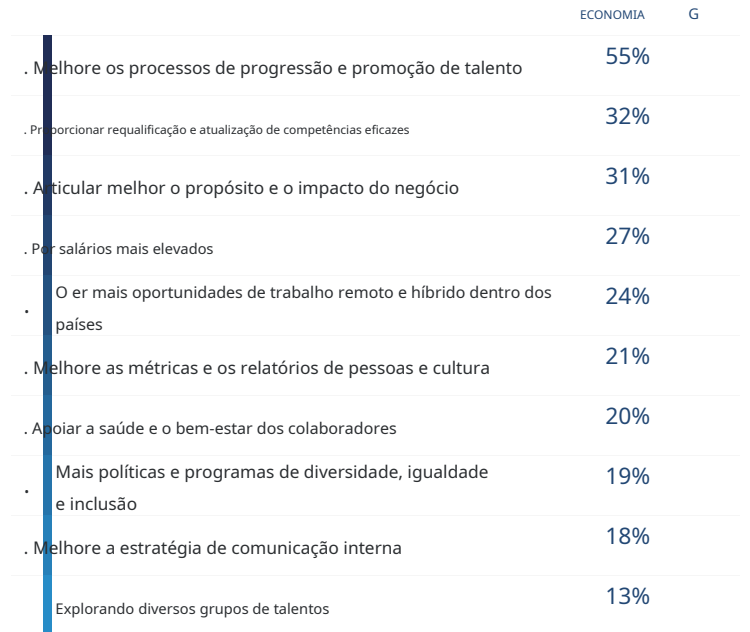 ECONOMIA G
. Melhore os processos de progressão e promoção de talento 55%
. Proporcionar requalificação e atualização de competências eficazes 32%
. Articular melhor o propósito e o impacto do negócio 31%
. Por salários mais elevados 27%
. O er mais oportunidades de trabalho remoto e híbrido dentro dos 24%
países
. Melhore as métricas e os relatórios de pessoas e cultura 21%
. Apoiar a saúde e o bem-estar dos colaboradores 20%
. Mais políticas e programas de diversidade, igualdade 19%
e inclusão
. Melhore a estratégia de comunicação interna 18%
Explorando diversos grupos de talentos 13%